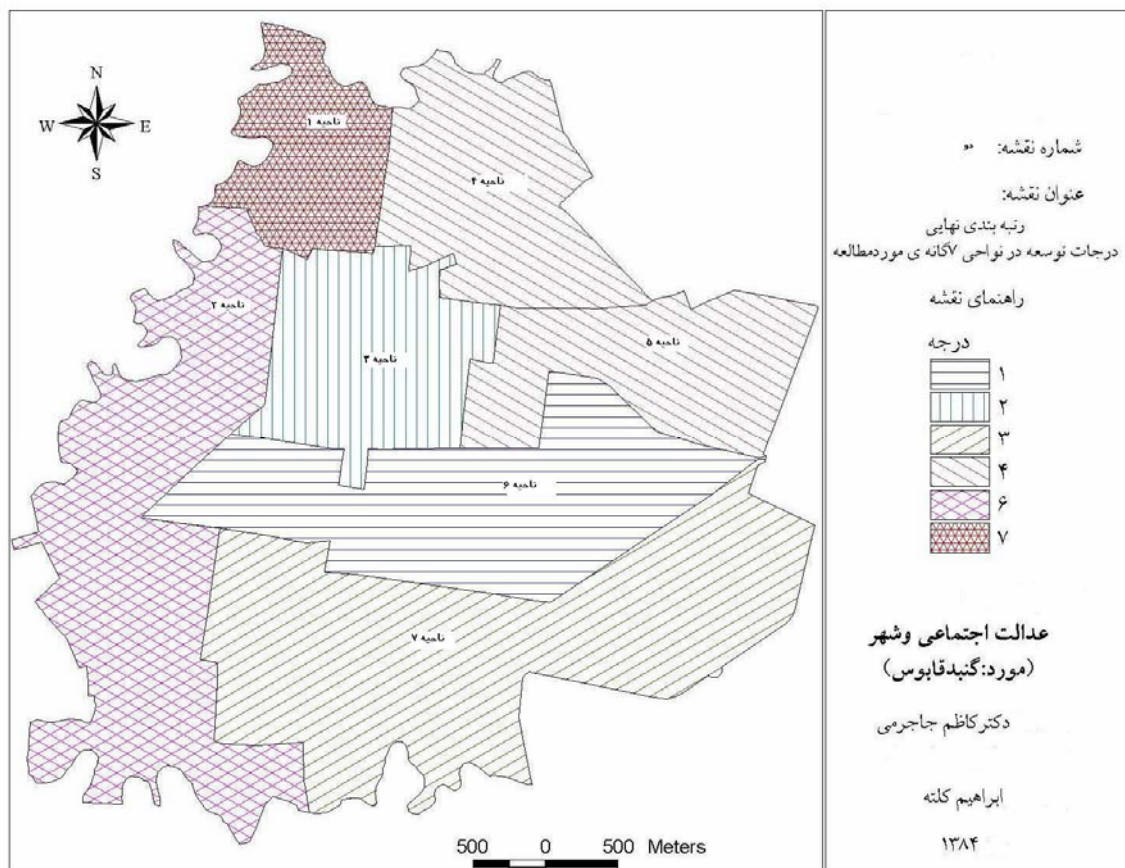 N
W E
S
ناحیه ۱
ناحیه ۴
ناحیه ۲
ناحیه ۳
ناحیه ۵
ناحیه ۶
ناحیه ۷
500 0 500 Meters
شماره نقشه: دو
عنوان نقشه:
رتبه بندی نهایی
درجات توسعه در نواحی ۷گانه ی موردمطالعه
راهنمای نقشه
درجه
۱
۲
۳
۴
۶
۷
عدالت اجتماعی وشهر
(مورد:گنبدقابوس)
دکترکاظم جاجرمی
ابراهیم کلته
۱۳۸۴